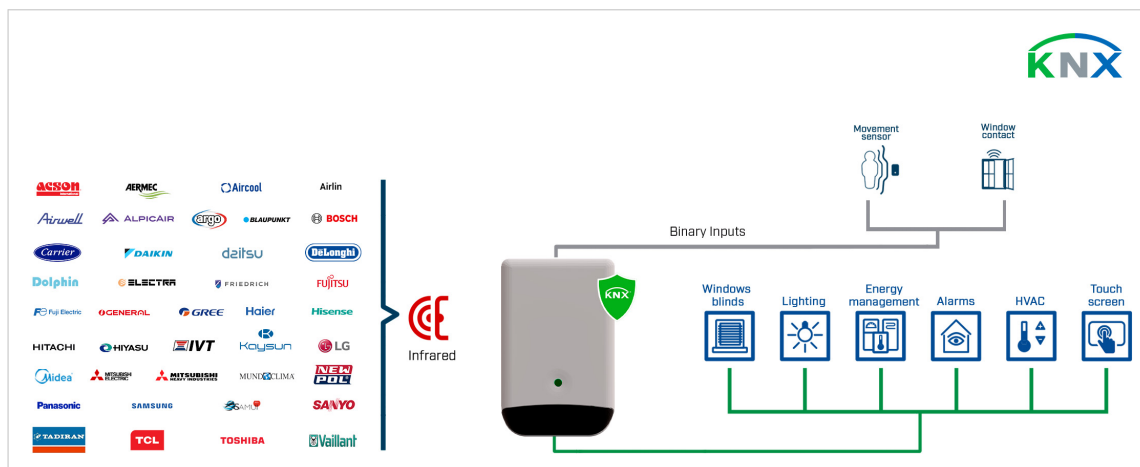 KNX
Movement
sensor
Window
contact
acson
AERMEC
Aircool
Airlin
Airwell
ALPICAIR
argo
BLAUPUNKT
BOSCH
Binary Inputs
Carrier
DAIKIN
daitsu
DeLonghi
Dolphin
ELECTRA
FRIEDRICH
FUJITSU
KNX
Windows
blinds
Lighting
Energy
management
Alarms
HVAC
Touch
screen
Fuji Electric
GENERAL
GREE
Haier
Hisense
Infrared
HITACHI
HIYASU
IVT
Kaysun
LG
Midea
MITSUBISHI
ELECTRIC
MITSUBISHI
HEAVY INDUSTRIES
MUNDOCLIMA
NEW
POL
Panasonic
SAMSUNG
SAMURAI
SANYO
TADIRAN
TCL
TOSHIBA
Vaillant